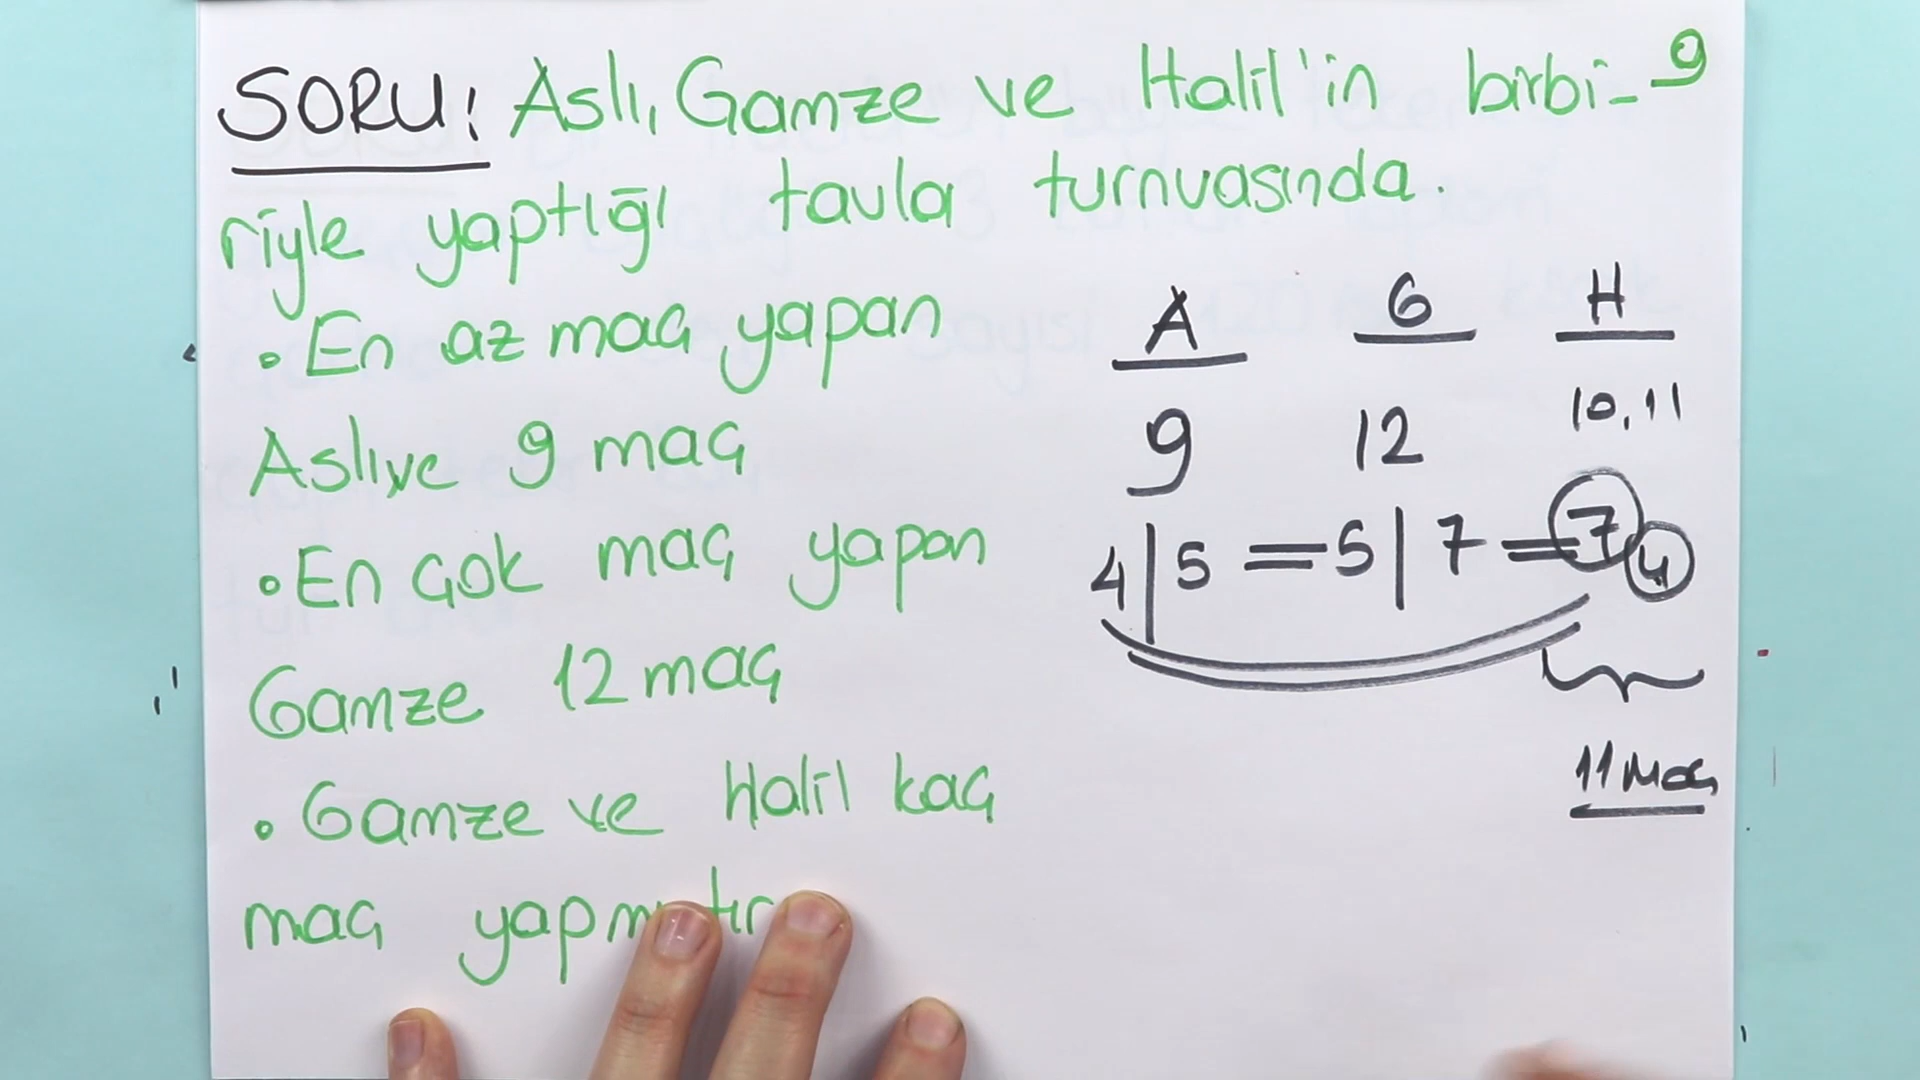 SORU: Aslı, Gamze ve Halil'in birbi- 9
riyle yaptığı tavla turnuvasında.
• En az maç yapan
Aslıve 9 maç
• En çok maç yapan
Gamze 12 maç
• Gamze ve Halil kaç
maç
A G H
9 12 10, 11
4 | 5 = 5 | 7 = 7 4
11 maç